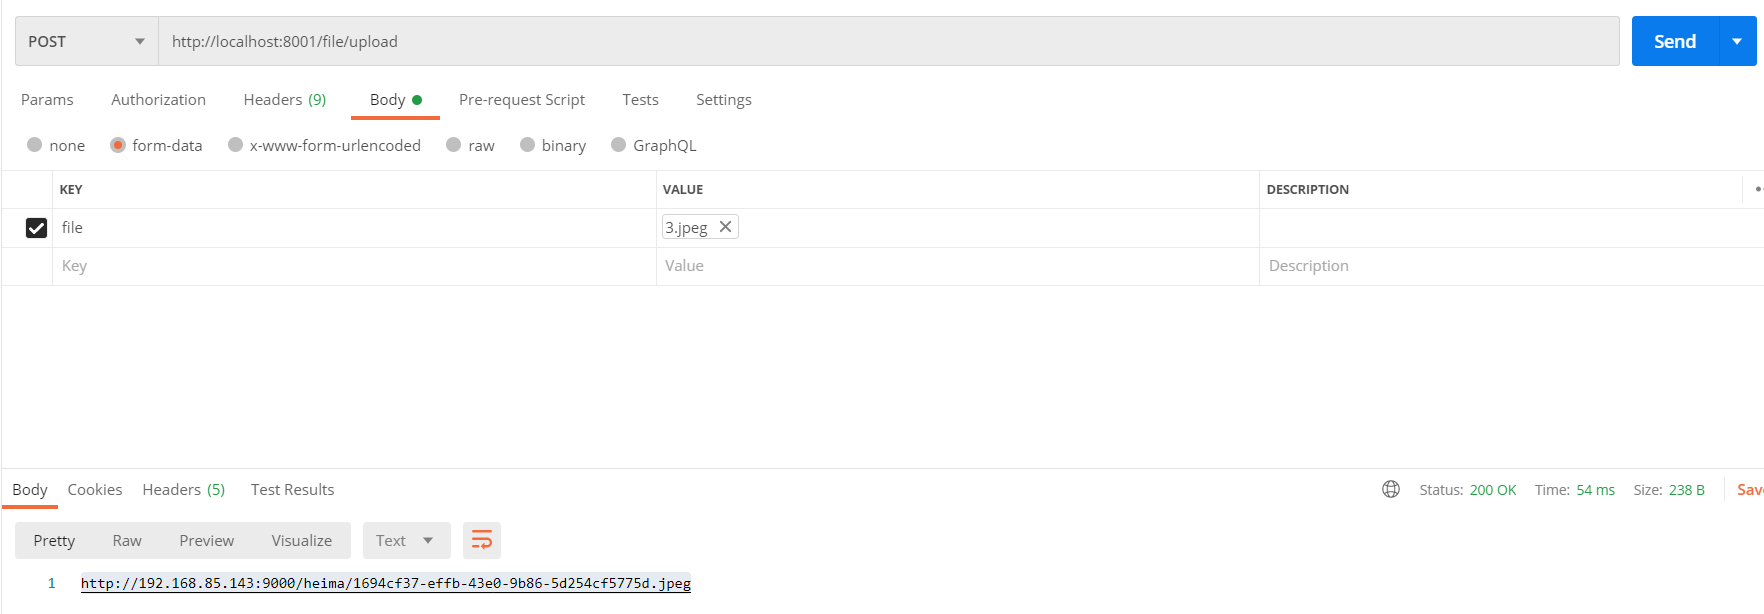 POST http://localhost:8001/file/upload Send
Params Authorization Headers (9) Body Pre-request Script Tests Settings
none form-data x-www-form-urlencoded raw binary GraphQL
KEY VALUE DESCRIPTION
file 3.jpeg
Key Value Description
Body Cookies Headers (5) Test Results Status: 200 OK Time: 54 ms Size: 238 B Sav
Pretty Raw Preview Visualize Text
1 http://192.168.85.143:9000/heima/1694cf37-effb-43e0-9b86-5d254cf5775d.jpeg